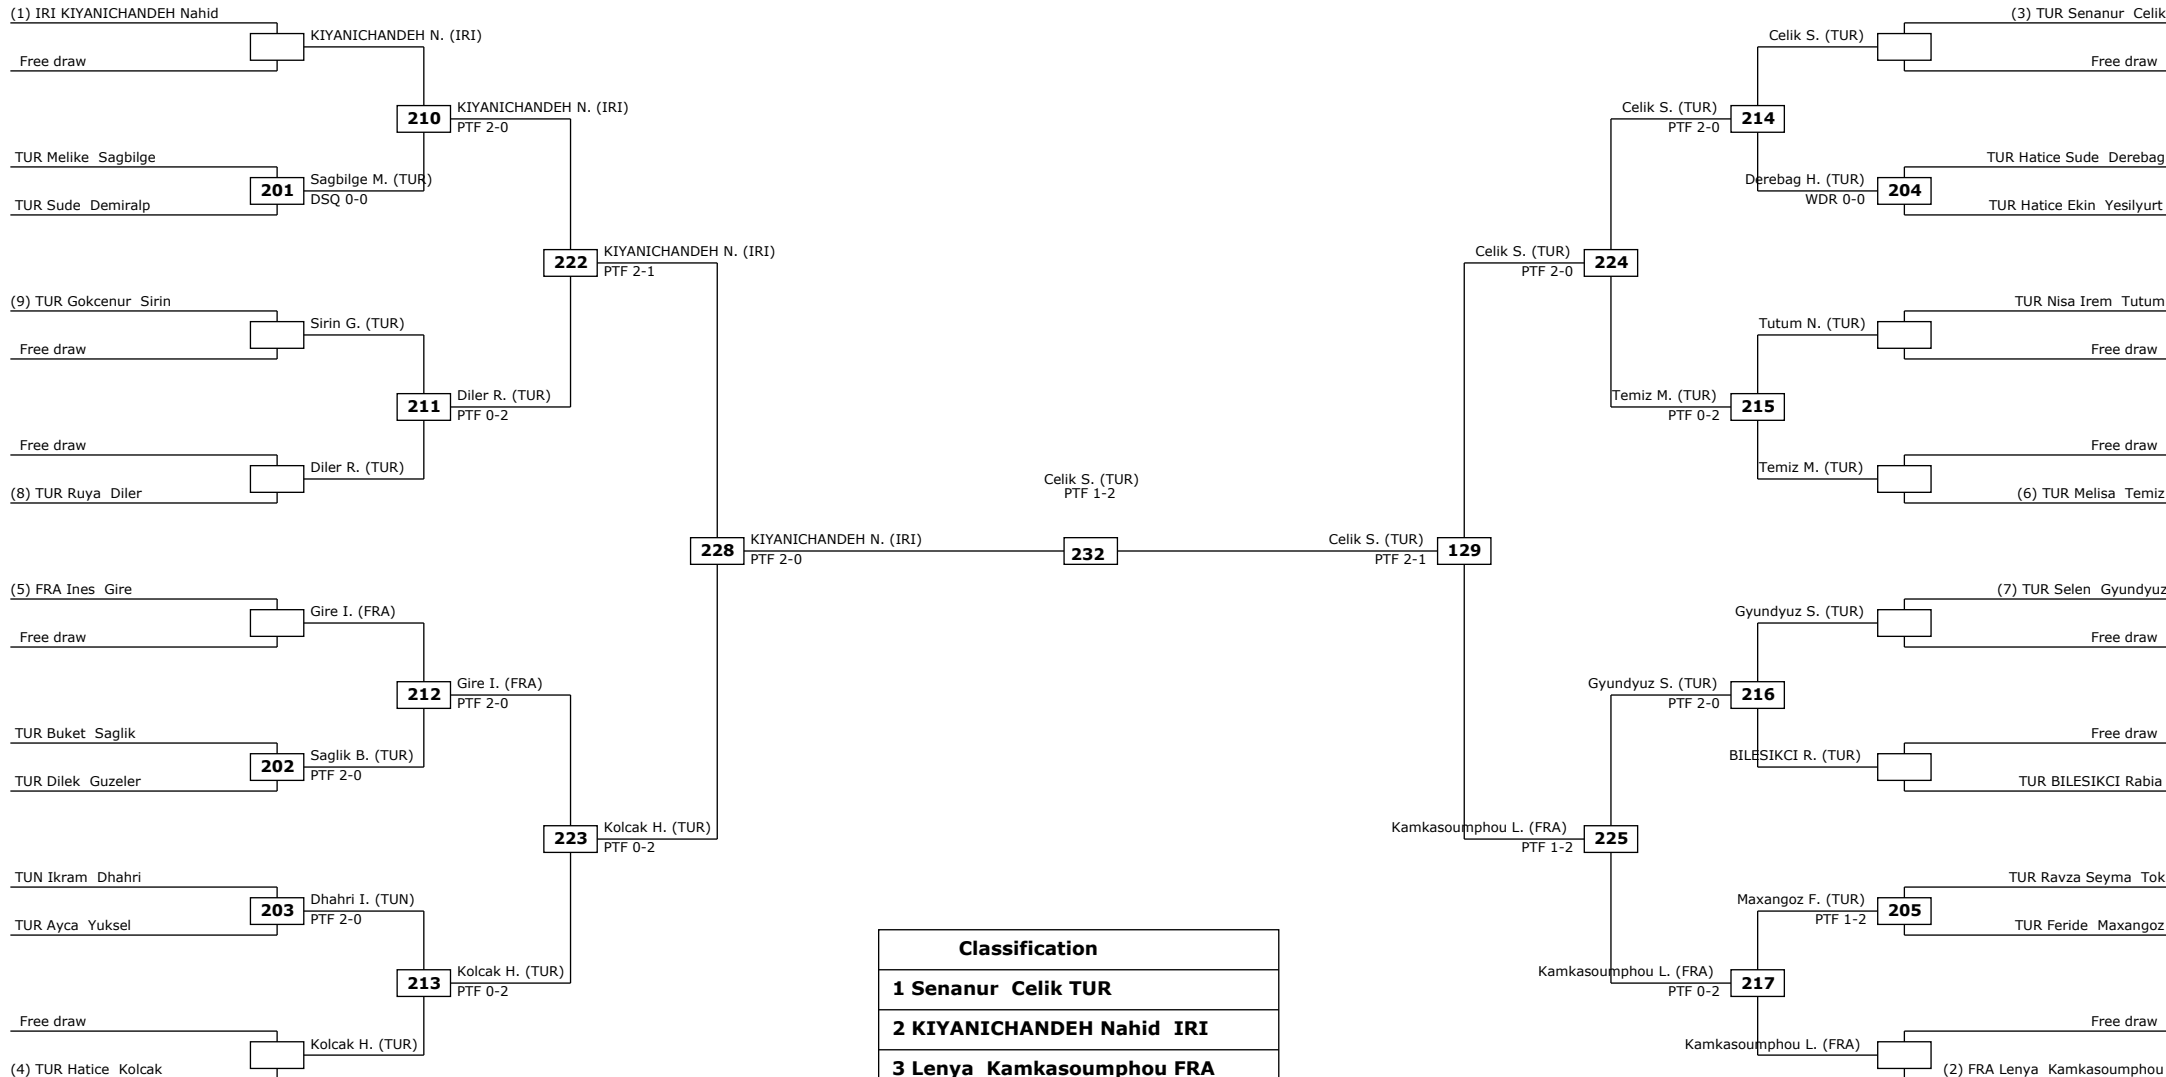 (1) IRI KIYANICHANDEH Nahid
KIYANICHANDEH N. (IRI)
Free draw
210
KIYANICHANDEH N. (IRI)
PTF 2-0
TUR Melike Sagbilge
201
Sagbilge M. (TUR)
DSQ 0-0
TUR Sude Demiralp
222
KIYANICHANDEH N. (IRI)
PTF 2-1
(9) TUR Gokcenur Sirin
Sirin G. (TUR)
Free draw
211
Diler R. (TUR)
PTF 0-2
Free draw
Diler R. (TUR)
(8) TUR Ruya Diler
228
KIYANICHANDEH N. (IRI)
PTF 2-0
(5) FRA Ines Gire
Gire I. (FRA)
Free draw
212
Gire I. (FRA)
PTF 2-0
TUR Buket Saglik
202
Saglik B. (TUR)
PTF 2-0
TUR Dilek Guzeler
223
Kolcak H. (TUR)
PTF 0-2
TUN Ikram Dhahri
203
Dhahri I. (TUN)
PTF 2-0
TUR Ayca Yuksel
213
Kolcak H. (TUR)
PTF 0-2
Free draw
Kolcak H. (TUR)
(4) TUR Hatice Kolcak
Celik S. (TUR)
PTF 1-2
232
(3) TUR Senanur Celik
Celik S. (TUR)
Free draw
Celik S. (TUR)
PTF 2-0
214
TUR Hatice Sude Derebag
Derebag H. (TUR)
WDR 0-0
204
TUR Hatice Ekin Yesilyurt
Celik S. (TUR)
PTF 2-0
224
TUR Nisa Irem Tutum
Tutum N. (TUR)
Free draw
Temiz M. (TUR)
PTF 0-2
215
Free draw
Temiz M. (TUR)
(6) TUR Melisa Temiz
Celik S. (TUR)
PTF 2-1
129
(7) TUR Selen Gyundyuz
Gyundyuz S. (TUR)
Free draw
Gyundyuz S. (TUR)
PTF 2-0
216
Free draw
BILESIKCI R. (TUR)
TUR BILESIKCI Rabia
Kamkasoumphou L. (FRA)
PTF 1-2
225
TUR Ravza Seyma Tok
Maxangoz F. (TUR)
PTF 1-2
205
TUR Feride Maxangoz
Kamkasoumphou L. (FRA)
PTF 0-2
217
Free draw
Kamkasoumphou L. (FRA)
(2) FRA Lenya Kamkasoumphou
Classification
1 Senanur Celik TUR
2 KIYANICHANDEH Nahid IRI
3 Lenya Kamkasoumphou FRA